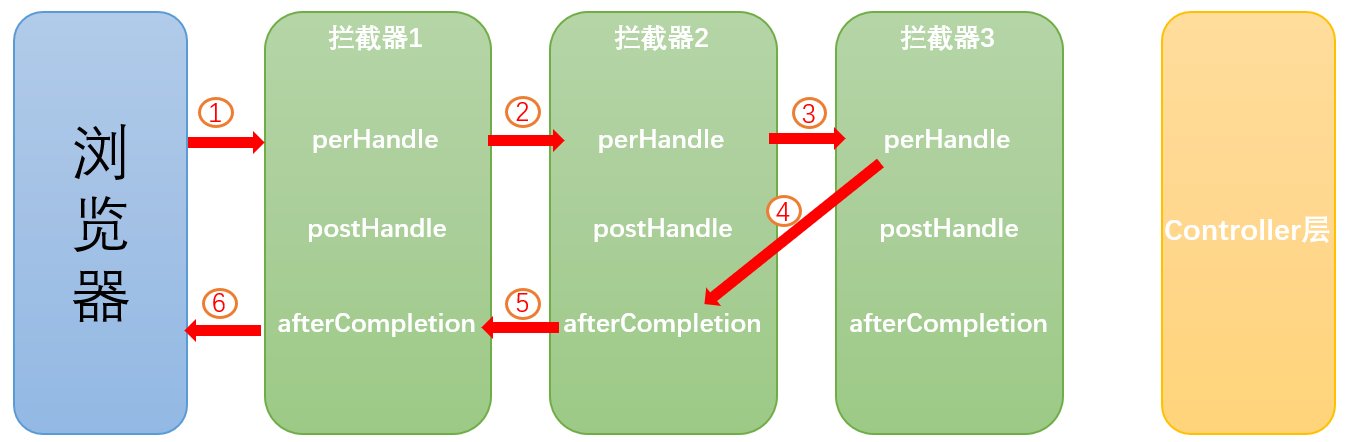 浏览器
拦截器1
perHandle
postHandle
afterCompletion
拦截器2
perHandle
postHandle
afterCompletion
拦截器3
perHandle
postHandle
afterCompletion
Controller层
①
②
③
④
⑤
⑥